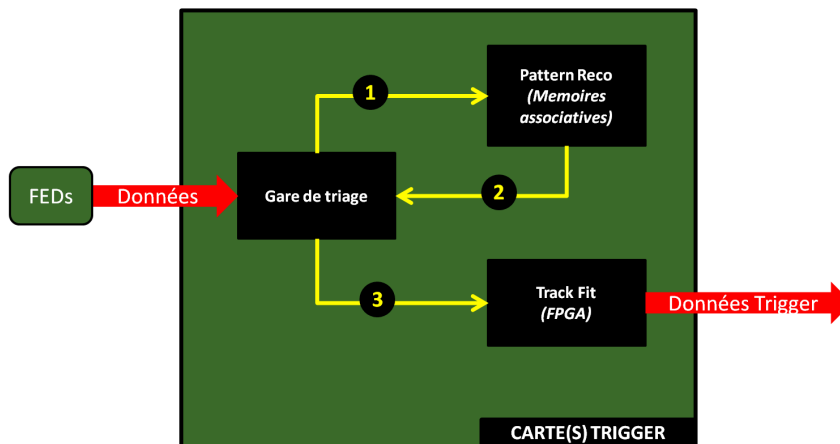 1
Pattern Reco
(Memoires
associatives)
FEDs
Données
Gare de triage
2
3
Track Fit
(FPGA)
Données Trigger
CARTE(S) TRIGGER